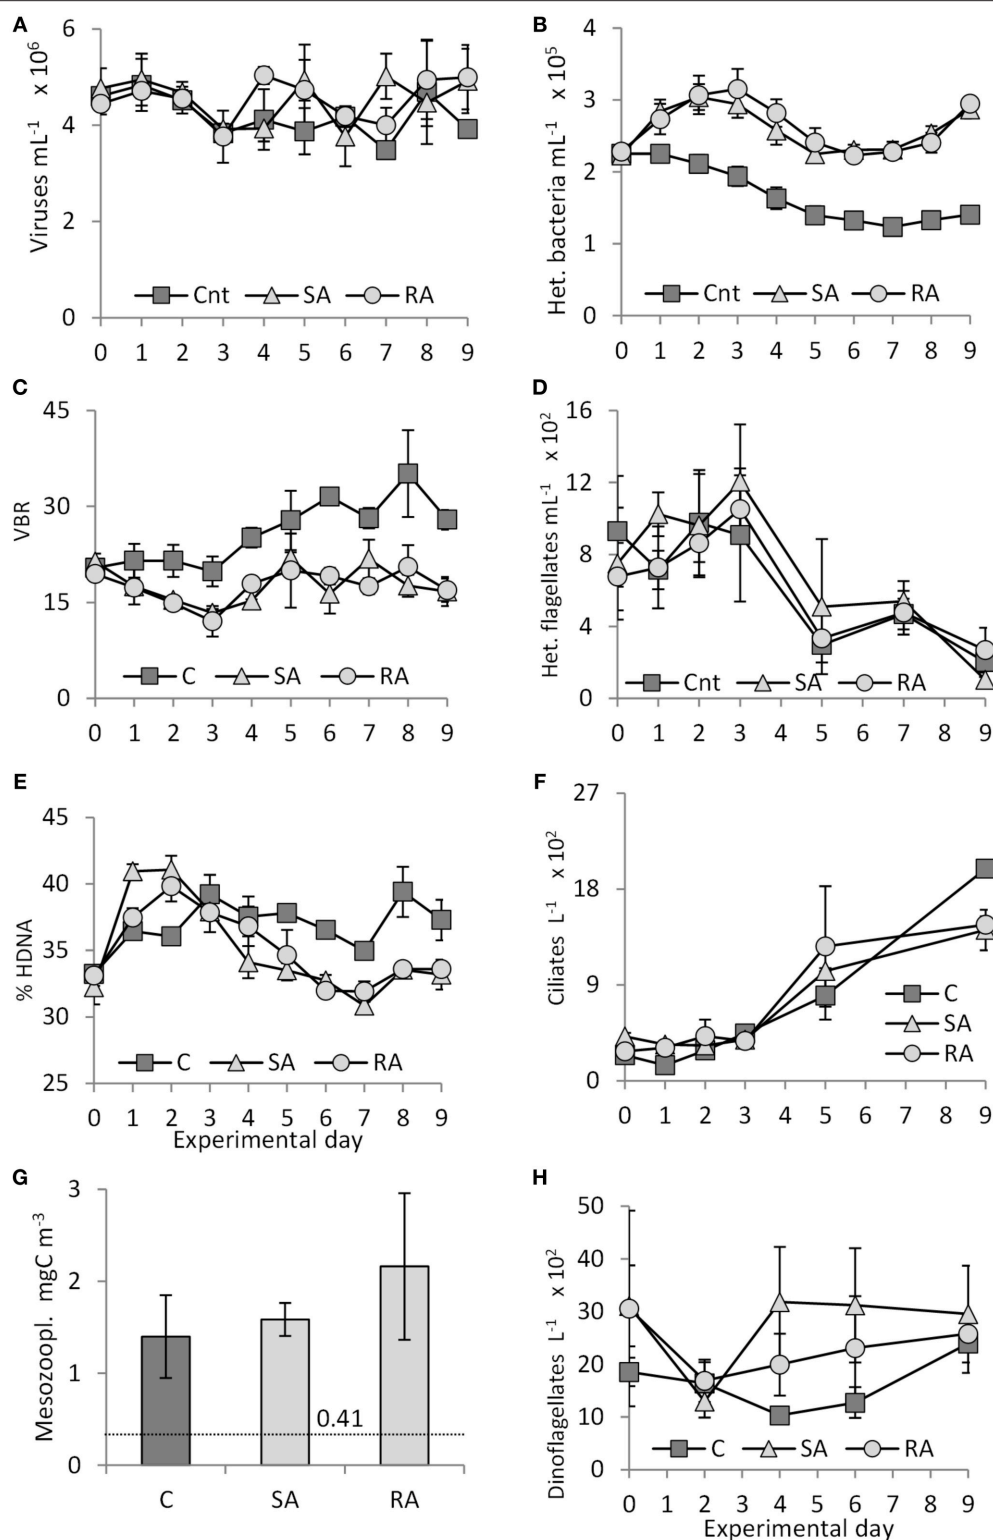 A
Viruses mL-1 x 10^6
6
4
2
0
Cnt SA RA
0 1 2 3 4 5 6 7 8 9
B
Het. bacteria mL-1 x 10^5
4
3
2
1
0
Cnt SA RA
0 1 2 3 4 5 6 7 8 9
C
VBR
45
30
15
0
C SA RA
0 1 2 3 4 5 6 7 8 9
D
Het. flagellates mL-1 x 10^2
16
12
8
4
0
Cnt SA RA
0 1 2 3 4 5 6 7 8 9
E
% HDNA
45
40
35
30
25
C SA RA
0 1 2 3 4 5 6 7 8 9
Experimental day
F
Ciliates L-1 x 10^2
27
18
9
0
C
SA
RA
0 1 2 3 4 5 6 7 8 9
G
Mesozoopl. mgC m-3
3
2
1
0
0.41
C SA RA
H
Dinoflagellates L-1 x 10^2
50
40
30
20
10
0
C SA RA
0 1 2 3 4 5 6 7 8 9
Experimental day